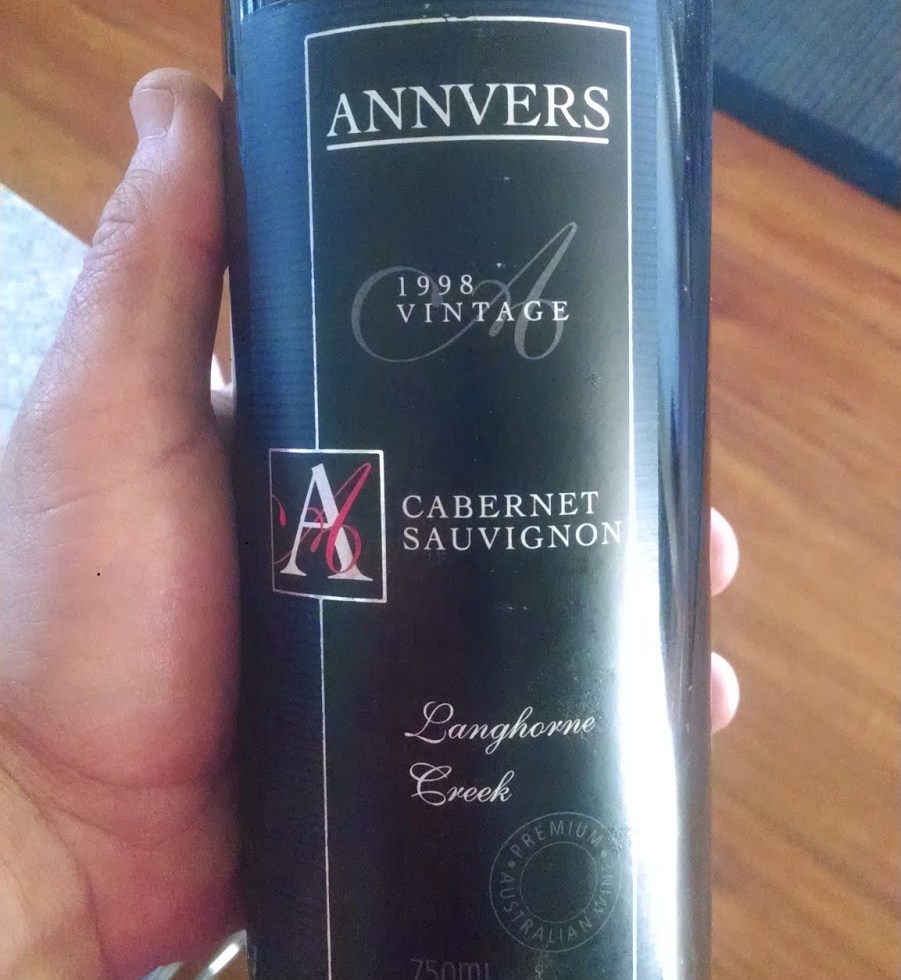 ANNVERS
1998
VINTAGE
A
CABERNET
SAUVIGNON
Langhorne
Creek
PREMIUM
AUSTRALIAN WINE
750mL